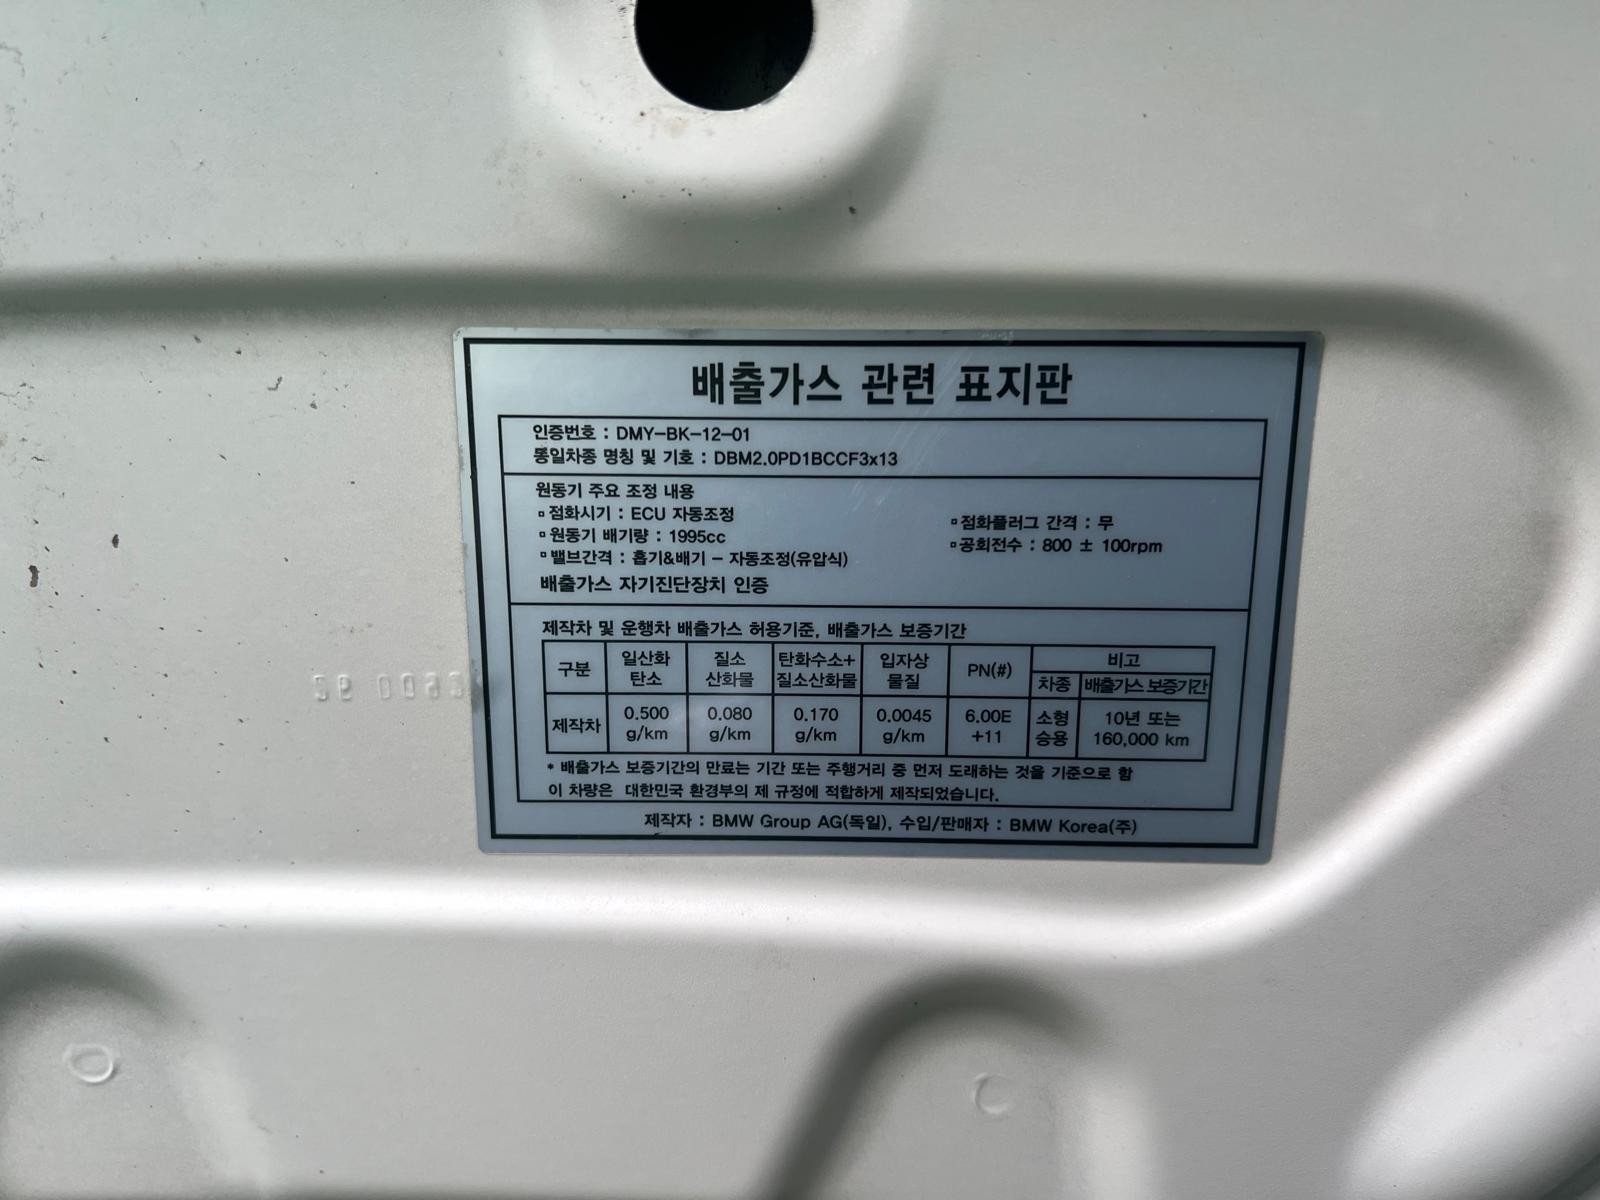 배출가스 관련 표지판
인증번호 : DMY-BK-12-01
동일차종 명칭 및 기호 : DBM2.0PD1BCCF3x13
원동기 주요 조정 내용
▫점화시기 : ECU 자동조정
▫점화플러그 간격 : 무
▫원동기 배기량 : 1995cc
▫공회전수 : 800 ± 100rpm
▫밸브간격 : 흡기&배기 - 자동조정(유압식)
배출가스 자기진단장치 인증
제작차 및 운행차 배출가스 허용기준, 배출가스 보증기간
구분 일산화탄소 질소산화물 탄화수소+질소산화물 입자상물질 PN(#) 비고
차종 배출가스 보증기간
제작차 0.500 g/km 0.080 g/km 0.170 g/km 0.0045 g/km 6.00E+11 소형승용 10년 또는 160,000 km
* 배출가스 보증기간의 만료는 기간 또는 주행거리 중 먼저 도래하는 것을 기준으로 함
이 차량은 대한민국 환경부의 제 규정에 적합하게 제작되었습니다.
제작자 : BMW Group AG(독일), 수입/판매자 : BMW Korea(주)